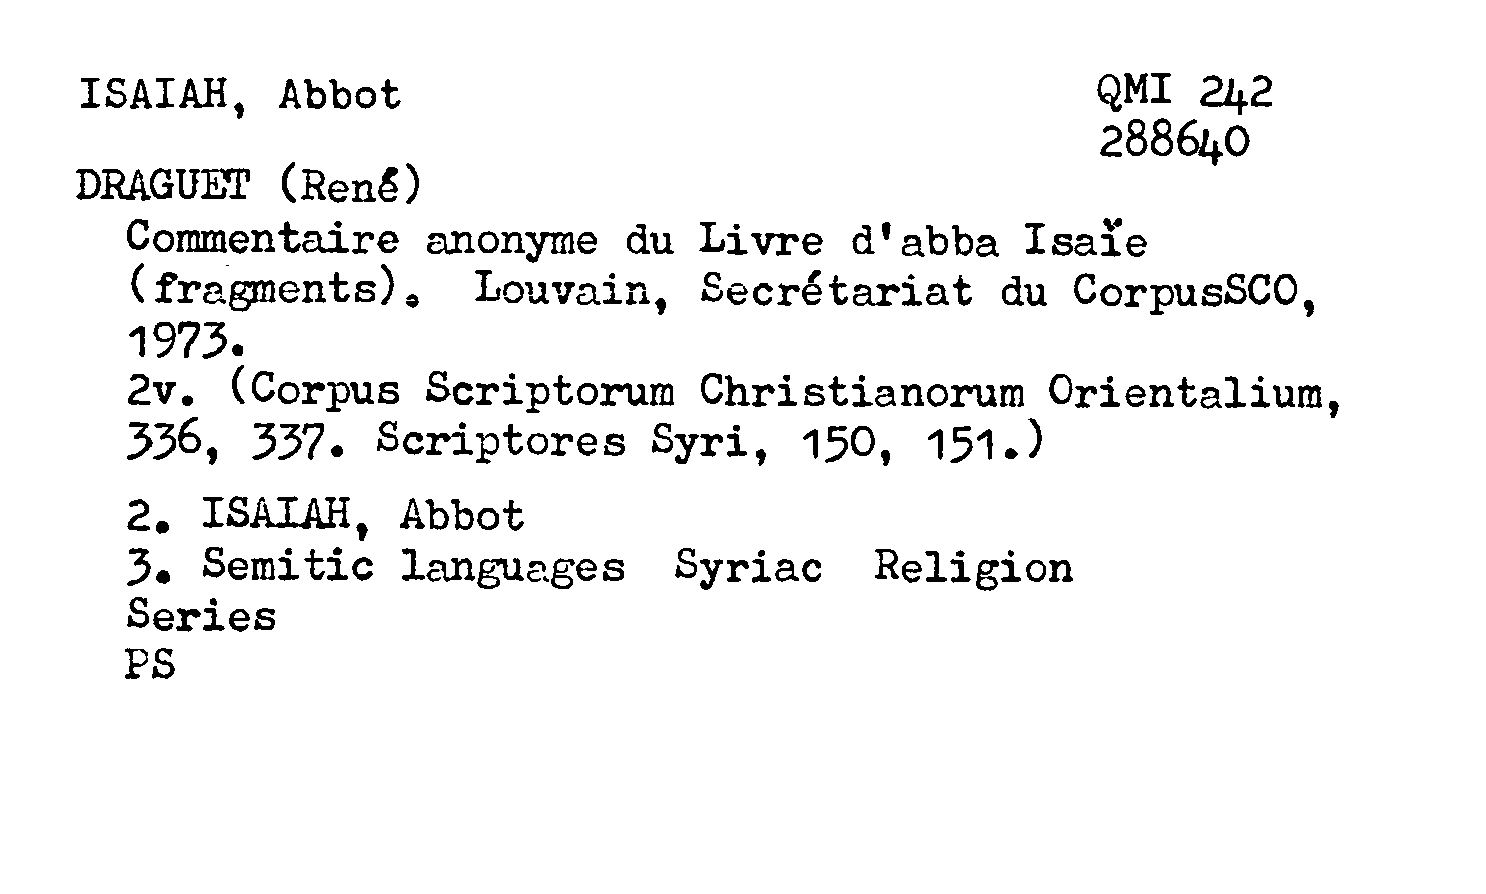 ISAIAH, Abbot QMI 242
288640
DRAGUET (René)
Commentaire anonyme du Livre d'abba Isaïe
(fragments). Louvain, Secrétariat du CorpusSCO,
1973.
2v. (Corpus Scriptorum Christianorum Orientalium,
336, 337. Scriptores Syri, 150, 151.)
2. ISAIAH, Abbot
3. Semitic languages Syriac Religion
Series
PS